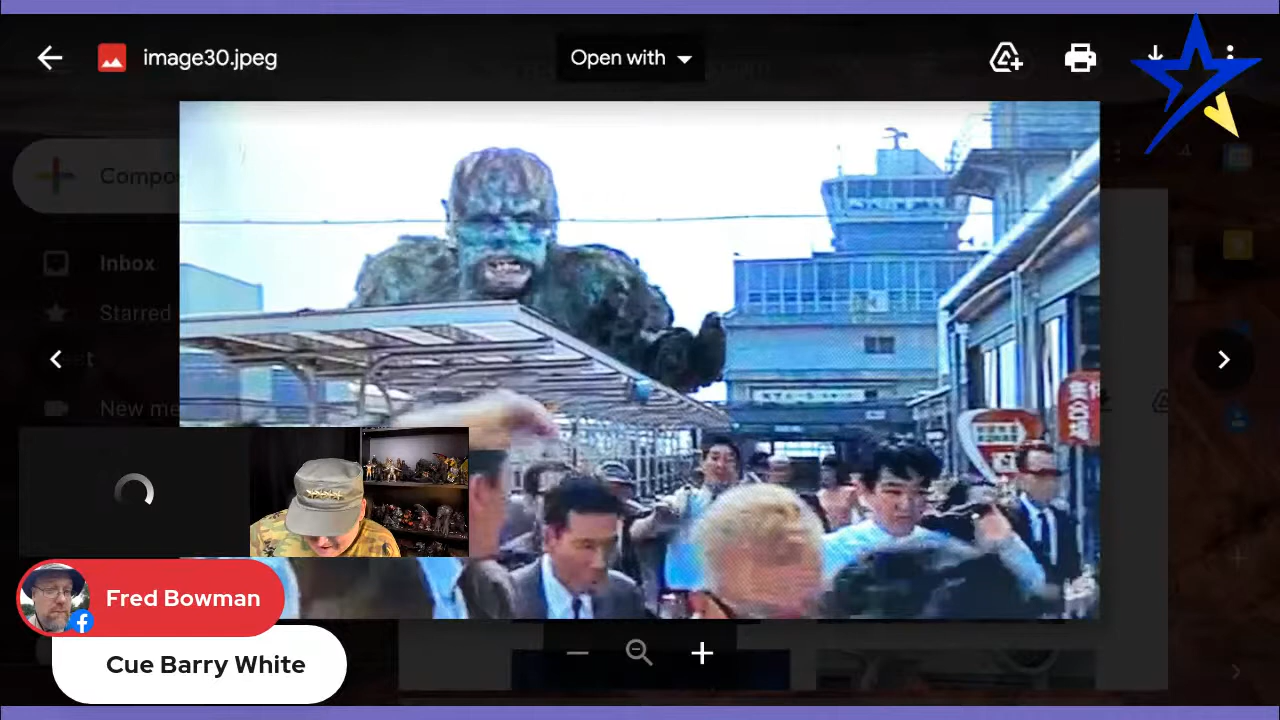 image30.jpeg
Open with
Compo
Inbox
Starred
New me
Fred Bowman
Cue Barry White